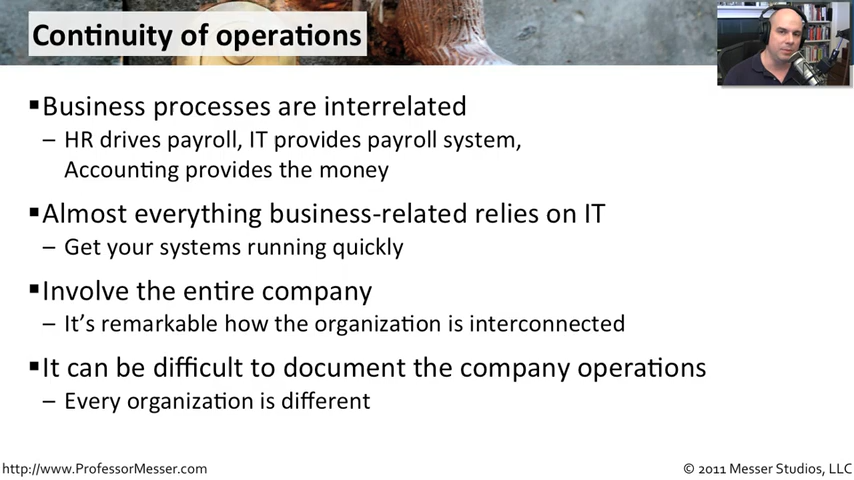 Continuity of operations
▪Business processes are interrelated
– HR drives payroll, IT provides payroll system,
Accounting provides the money
▪Almost everything business-related relies on IT
– Get your systems running quickly
▪Involve the entire company
– It’s remarkable how the organization is interconnected
▪It can be difficult to document the company operations
– Every organization is different
http://www.ProfessorMesser.com
© 2011 Messer Studios, LLC